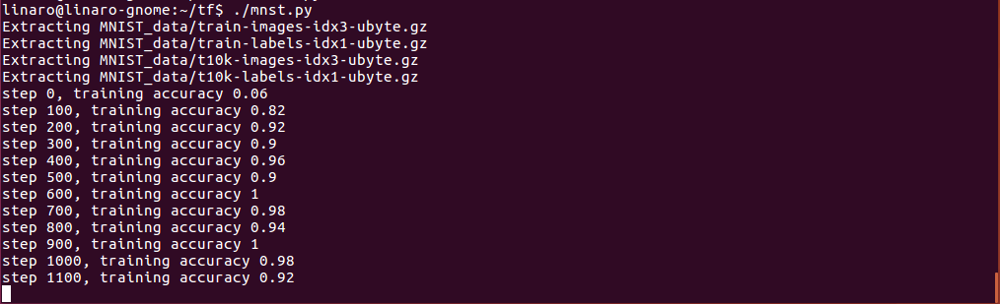 linaro@linaro-gnome:~/tf$ ./mnst.py
Extracting MNIST_data/train-images-idx3-ubyte.gz
Extracting MNIST_data/train-labels-idx1-ubyte.gz
Extracting MNIST_data/t10k-images-idx3-ubyte.gz
Extracting MNIST_data/t10k-labels-idx1-ubyte.gz
step 0, training accuracy 0.06
step 100, training accuracy 0.82
step 200, training accuracy 0.92
step 300, training accuracy 0.9
step 400, training accuracy 0.96
step 500, training accuracy 0.9
step 600, training accuracy 1
step 700, training accuracy 0.98
step 800, training accuracy 0.94
step 900, training accuracy 1
step 1000, training accuracy 0.98
step 1100, training accuracy 0.92